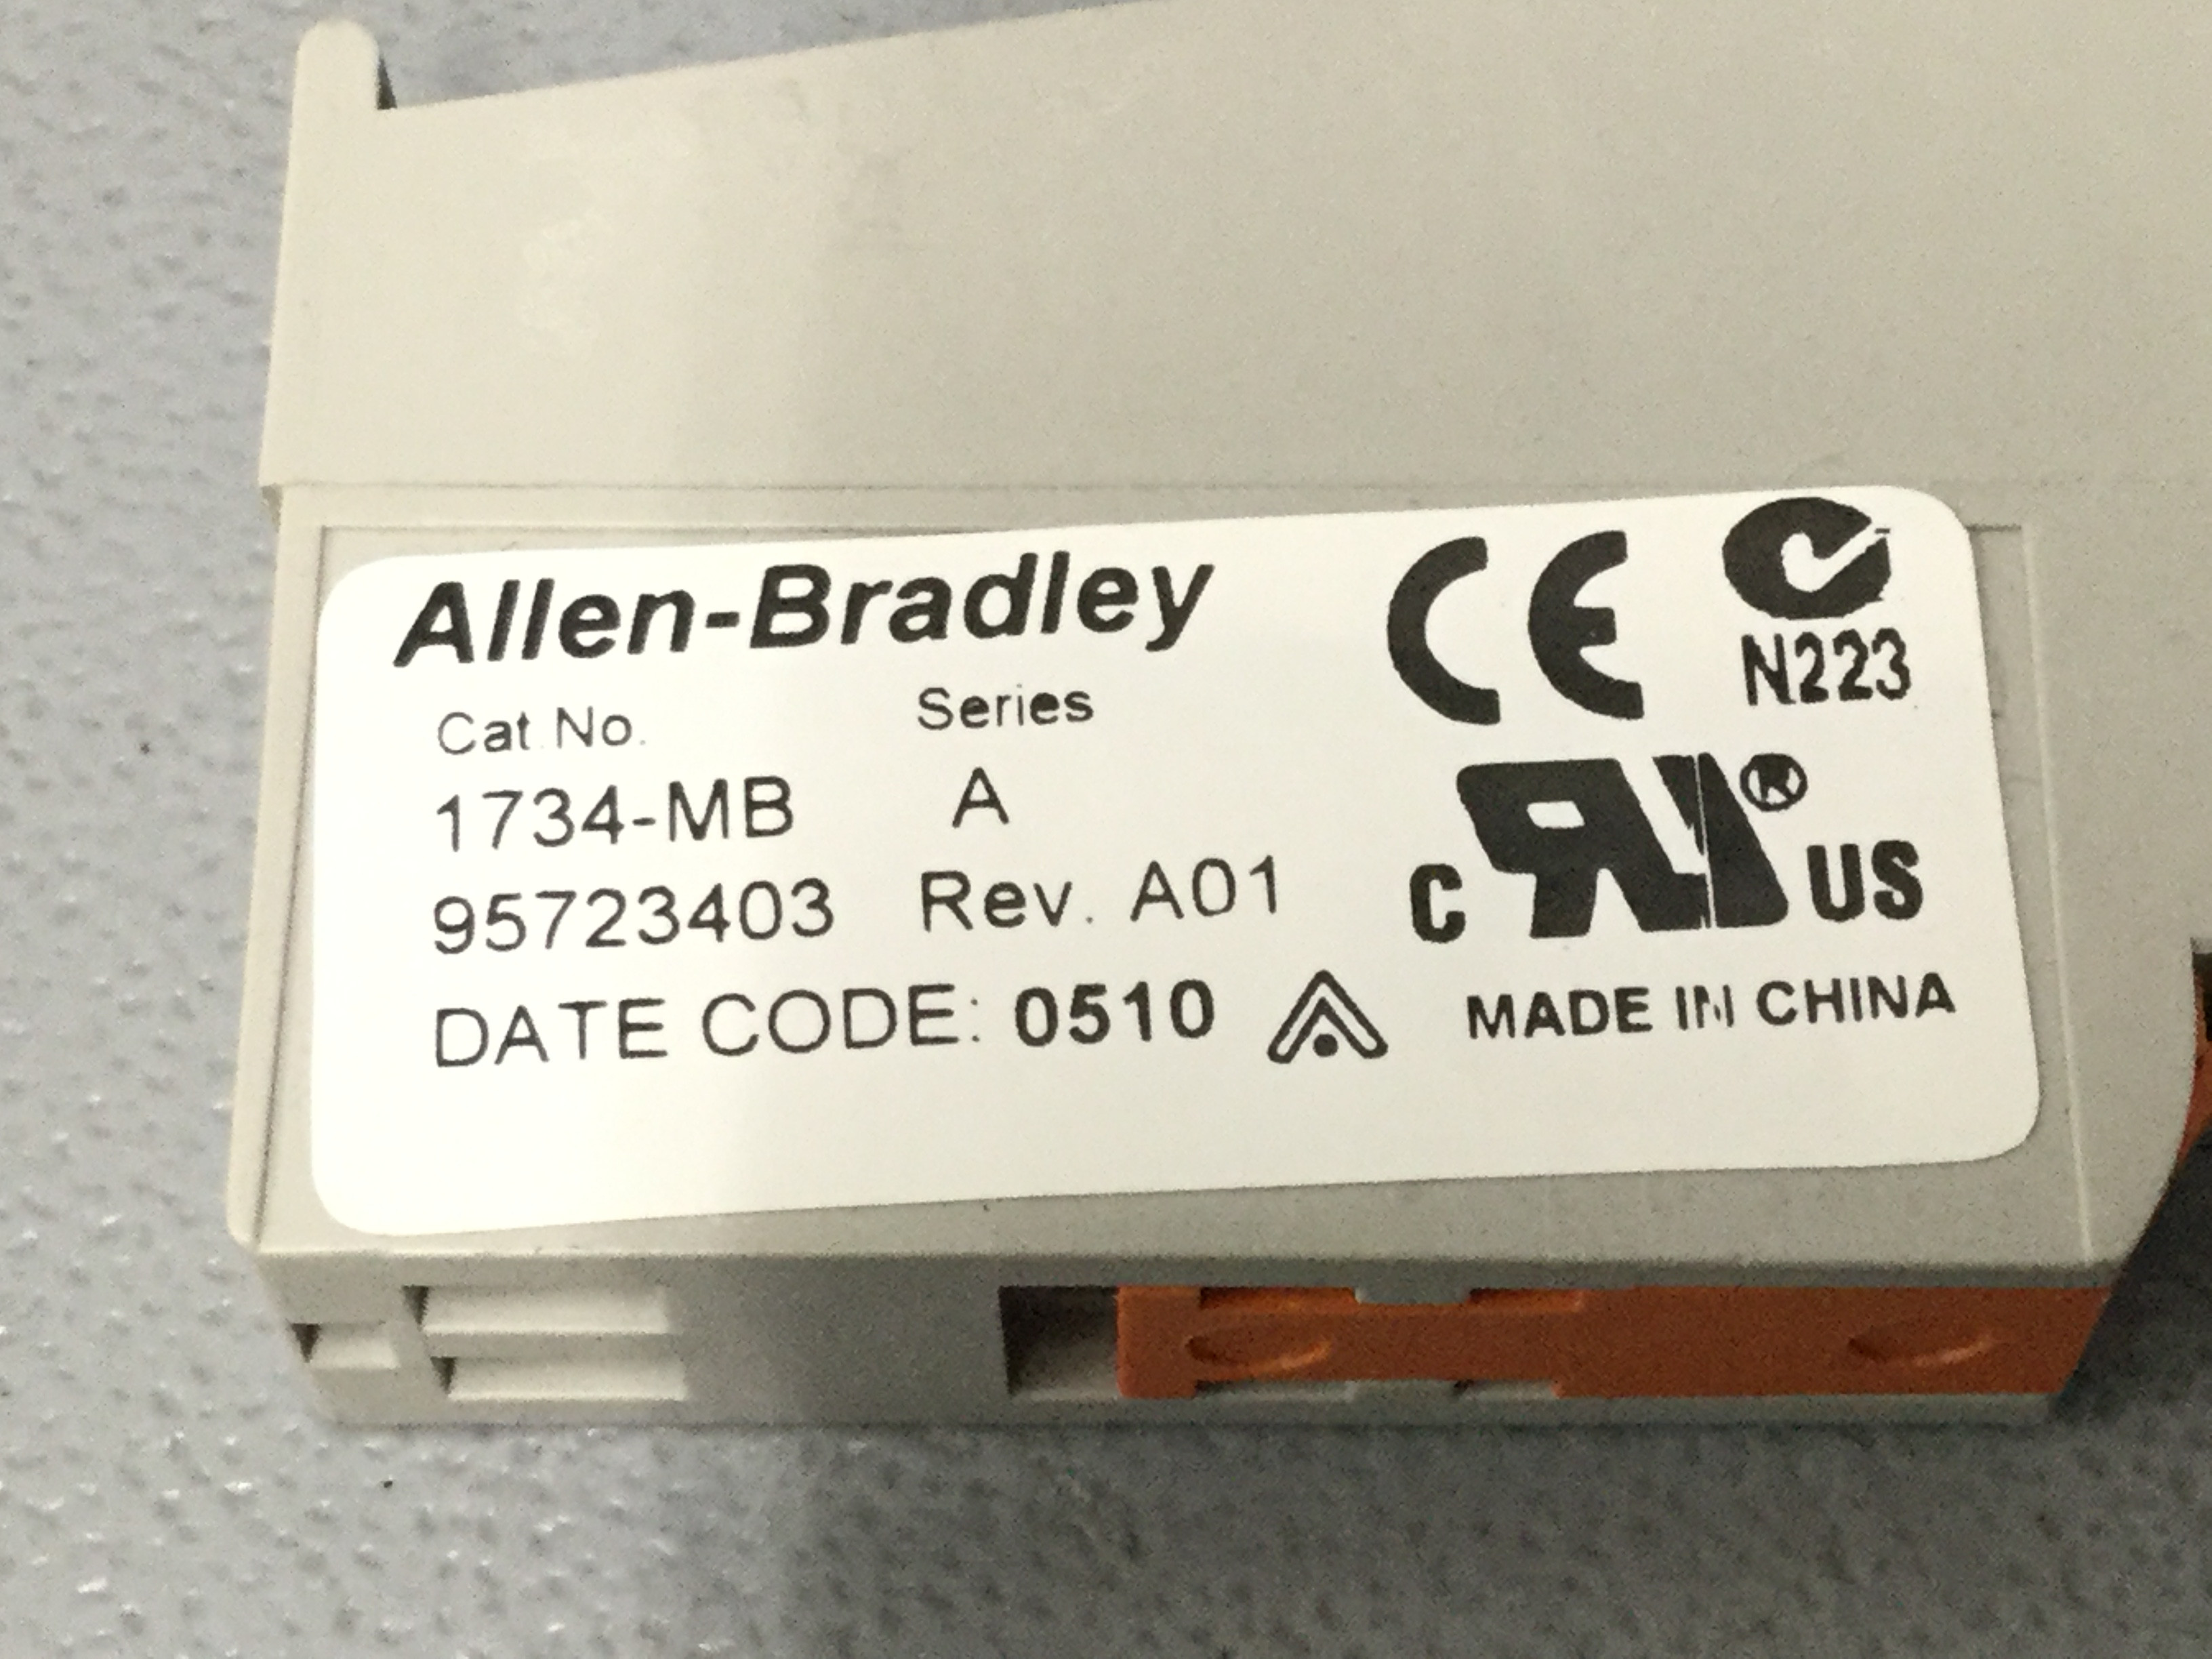 Allen-Bradley
Cat. No. Series
1734-MB A
95723403 Rev. A01
DATE CODE: 0510
CE
N223
C UR® US
MADE IN CHINA